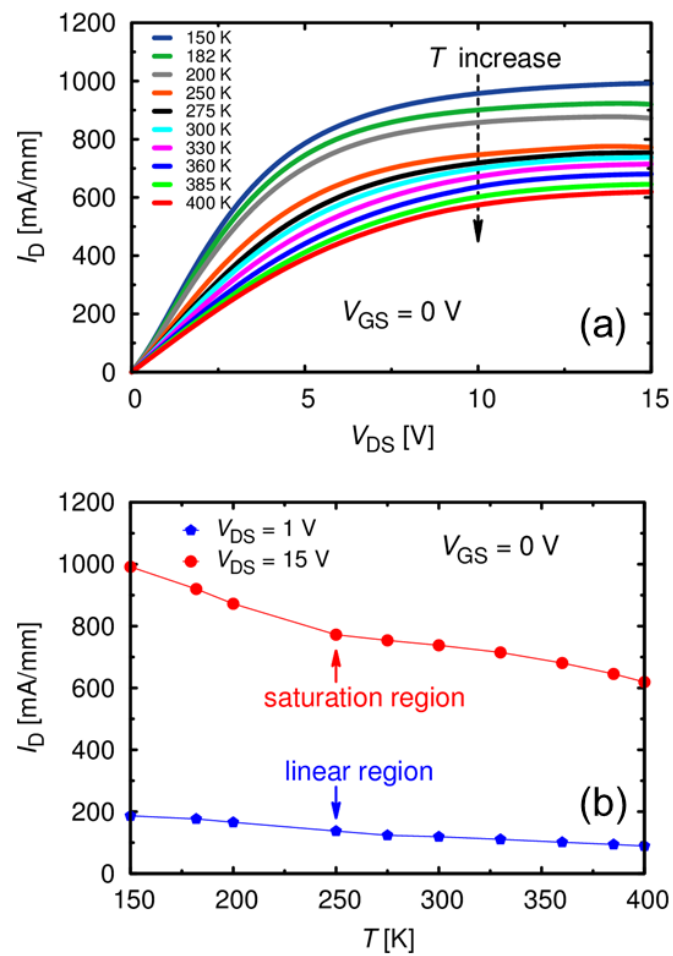 1200
1000
800
600
400
200
0
I_D [mA/mm]
150 K
182 K
200 K
250 K
275 K
300 K
330 K
360 K
385 K
400 K
T increase
V_GS = 0 V
(a)
0 5 10 15
V_DS [V]
1200
1000
800
600
400
200
0
I_D [mA/mm]
V_DS = 1 V
V_DS = 15 V
V_GS = 0 V
saturation region
linear region
(b)
150 200 250 300 350 400
T [K]